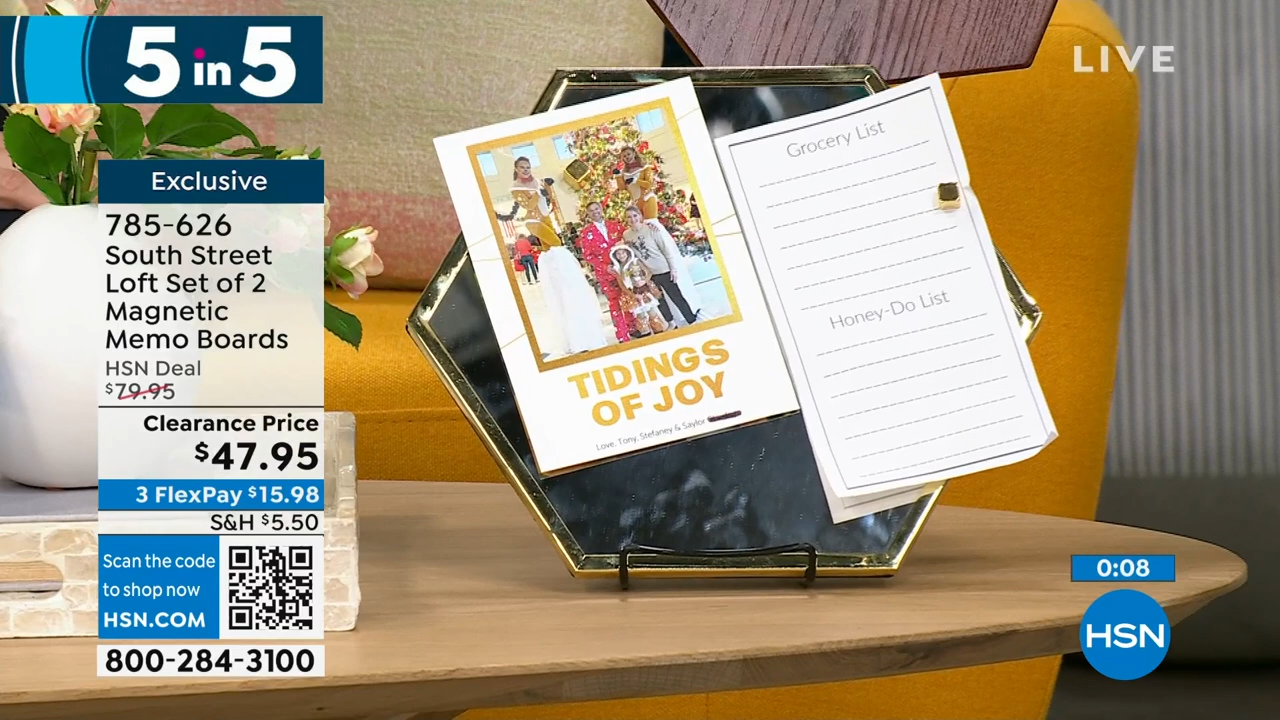 5 in 5
LIVE
Exclusive
785-626
South Street
Loft Set of 2
Magnetic
Memo Boards
HSN Deal
$79.95
Clearance Price
$47.95
3 FlexPay $15.98
S&H $5.50
Scan the code
to shop now
HSN.COM
800-284-3100
TIDINGS
OF JOY
Love, Tony, Stefaney & Saylor
Grocery List
Honey-Do List
0:08
HSN